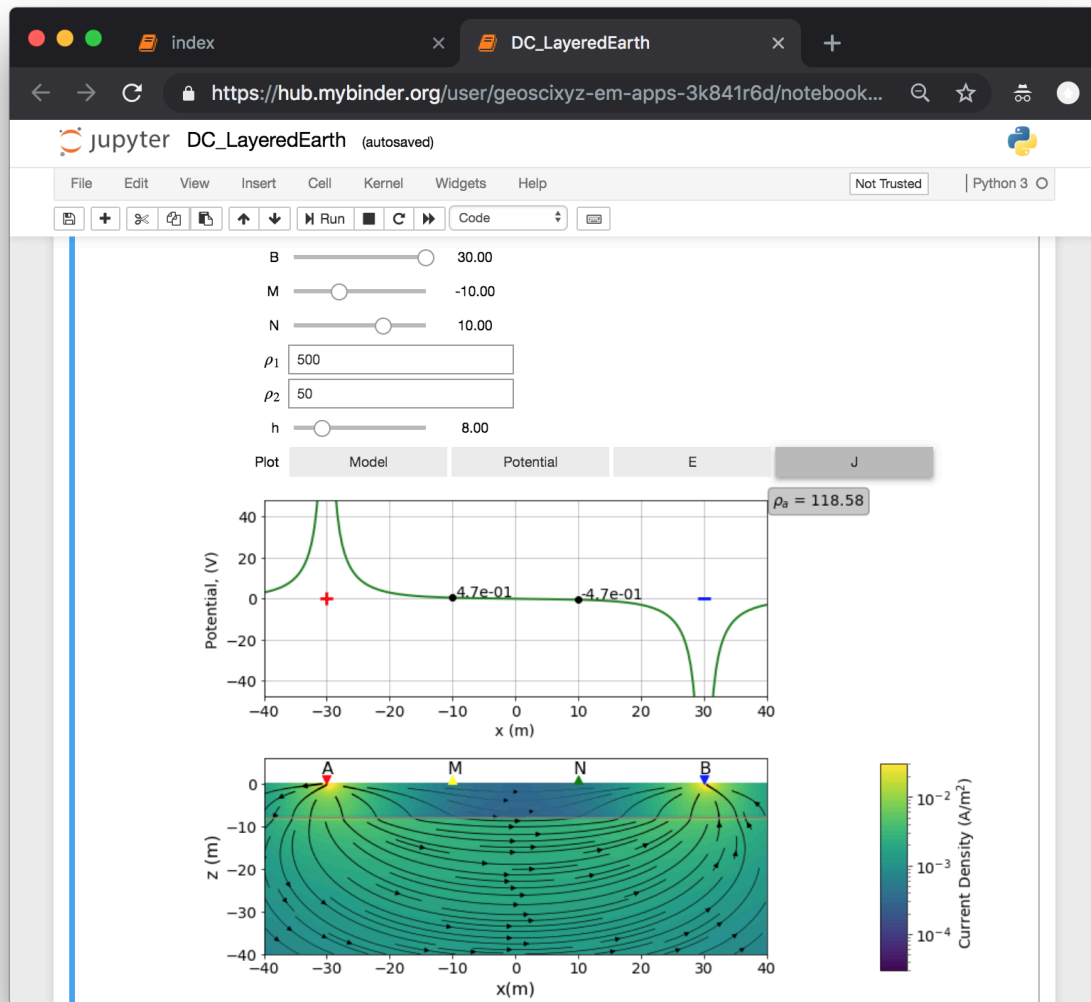 index
DC_LayeredEarth
https://hub.mybinder.org/user/geoscixyz-em-apps-3k841r6d/notebook...
jupyter DC_LayeredEarth (autosaved)
File Edit View Insert Cell Kernel Widgets Help Not Trusted Python 3
Run Code
B 30.00
M -10.00
N 10.00
ρ1 500
ρ2 50
h 8.00
Plot Model Potential E J
ρa = 118.58
Potential, (V)
40
20
0
−20
−40
4.7e-01 -4.7e-01
−40 −30 −20 −10 0 10 20 30 40
x (m)
A M N B
z (m)
0
−10
−20
−30
−40
−40 −30 −20 −10 0 10 20 30 40
x(m)
10⁻²
10⁻³
10⁻⁴
Current Density (A/m²)